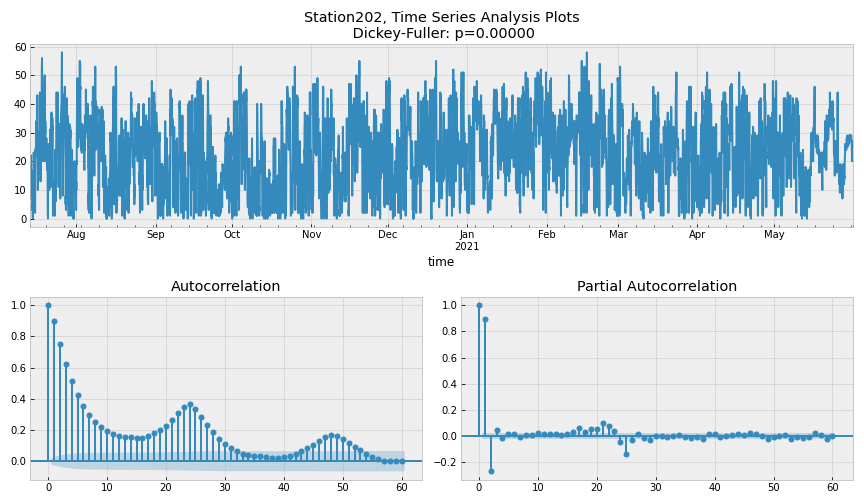 Station202, Time Series Analysis Plots
Dickey-Fuller: p=0.00000
60
50
40
30
20
10
0
Aug Sep Oct Nov Dec Jan Feb Mar Apr May
2021
time
Autocorrelation
1.0
0.8
0.6
0.4
0.2
0.0
0 10 20 30 40 50 60
Partial Autocorrelation
1.0
0.8
0.6
0.4
0.2
0.0
−0.2
0 10 20 30 40 50 60